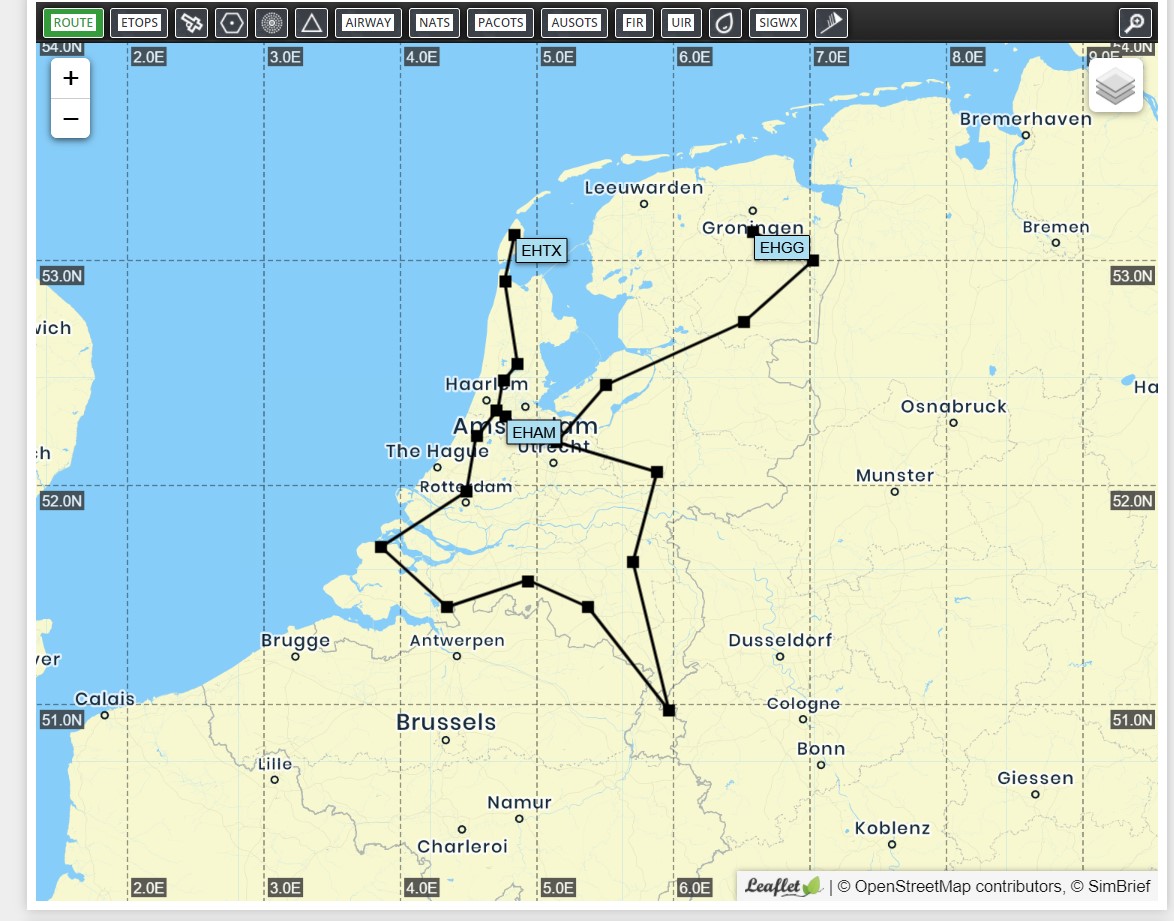 ROUTE ETOPS AIRWAY NATS PACOTS AUSOTS FIR UIR SIGWX
54.0N 2.0E 3.0E 4.0E 5.0E 6.0E 7.0E 8.0E 9.0E 54.0N
+
−
Bremerhaven
Leeuwarden
Groningen
Bremen
EHTX EHGG
53.0N 53.0N
wich
Haarlem
Osnabruck
Amsterdam
EHAM
Utrecht
The Hague
ch
Munster
Rotterdam
52.0N 52.0N
Ha
Brugge Antwerpen Dusseldorf
ver
Calais
Cologne
51.0N 51.0N
Brussels
Bonn
Lille
Giessen
Namur
Koblenz
Charleroi
2.0E 3.0E 4.0E 5.0E 6.0E
Leaflet | © OpenStreetMap contributors, © SimBrief